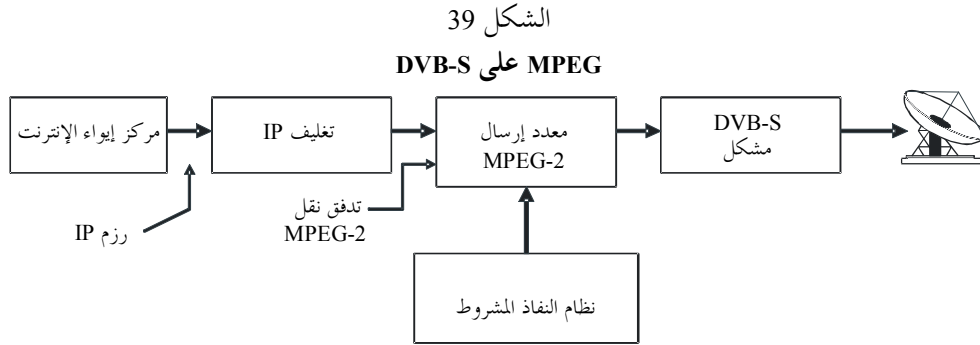 الشكل 39
MPEG على DVB-S
مركز إيواء الإنترنت
تغليف IP
معدد إرسال
MPEG-2
DVB-S
مشكل
رزم IP
تدفق نقل
MPEG-2
نظام النفاذ المشروط